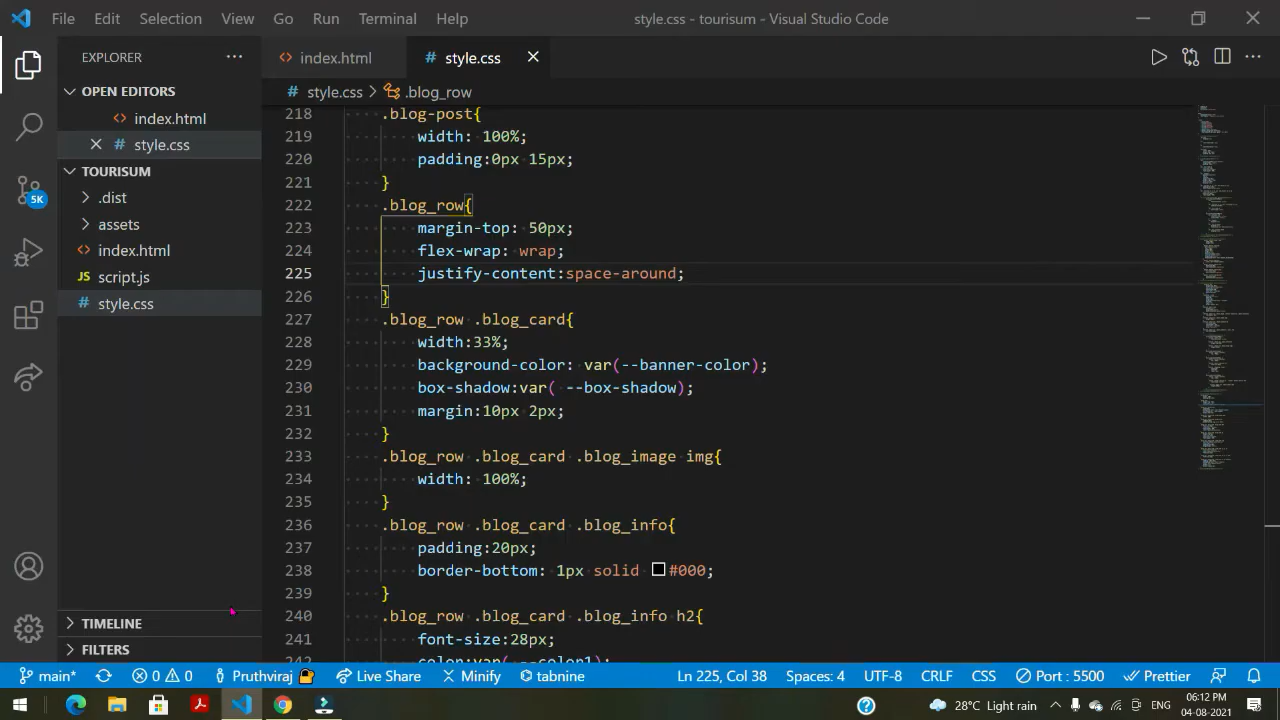 File Edit Selection View Go Run Terminal Help style.css - tourisum - Visual Studio Code
EXPLORER ... <> index.html # style.css
OPEN EDITORS
<> index.html
# style.css
TOURISUM
.dist
assets
<> index.html
JS script.js
# style.css
TIMELINE
FILTERS
5K
# style.css > .blog_row
218 .blog-post{
219 width: 100%;
220 padding:0px 15px;
221 }
222 .blog_row{
223 margin-top: 50px;
224 flex-wrap: wrap;
225 justify-content:space-around;
226 }
227 .blog_row .blog_card{
228 width:33%;
229 background-color: var(--banner-color);
230 box-shadow:var( --box-shadow);
231 margin:10px 2px;
232 }
233 .blog_row .blog_card .blog_image img{
234 width: 100%;
235 }
236 .blog_row .blog_card .blog_info{
237 padding:20px;
238 border-bottom: 1px solid #000;
239 }
240 .blog_row .blog_card .blog_info h2{
241 font-size:28px;
242 color:var( --color1);
main* 0 0 Pruthviraj Live Share Minify tabnine Ln 225, Col 38 Spaces: 4 UTF-8 CRLF CSS Port : 5500 Prettier
28°C Light rain ENG 06:12 PM
04-08-2021